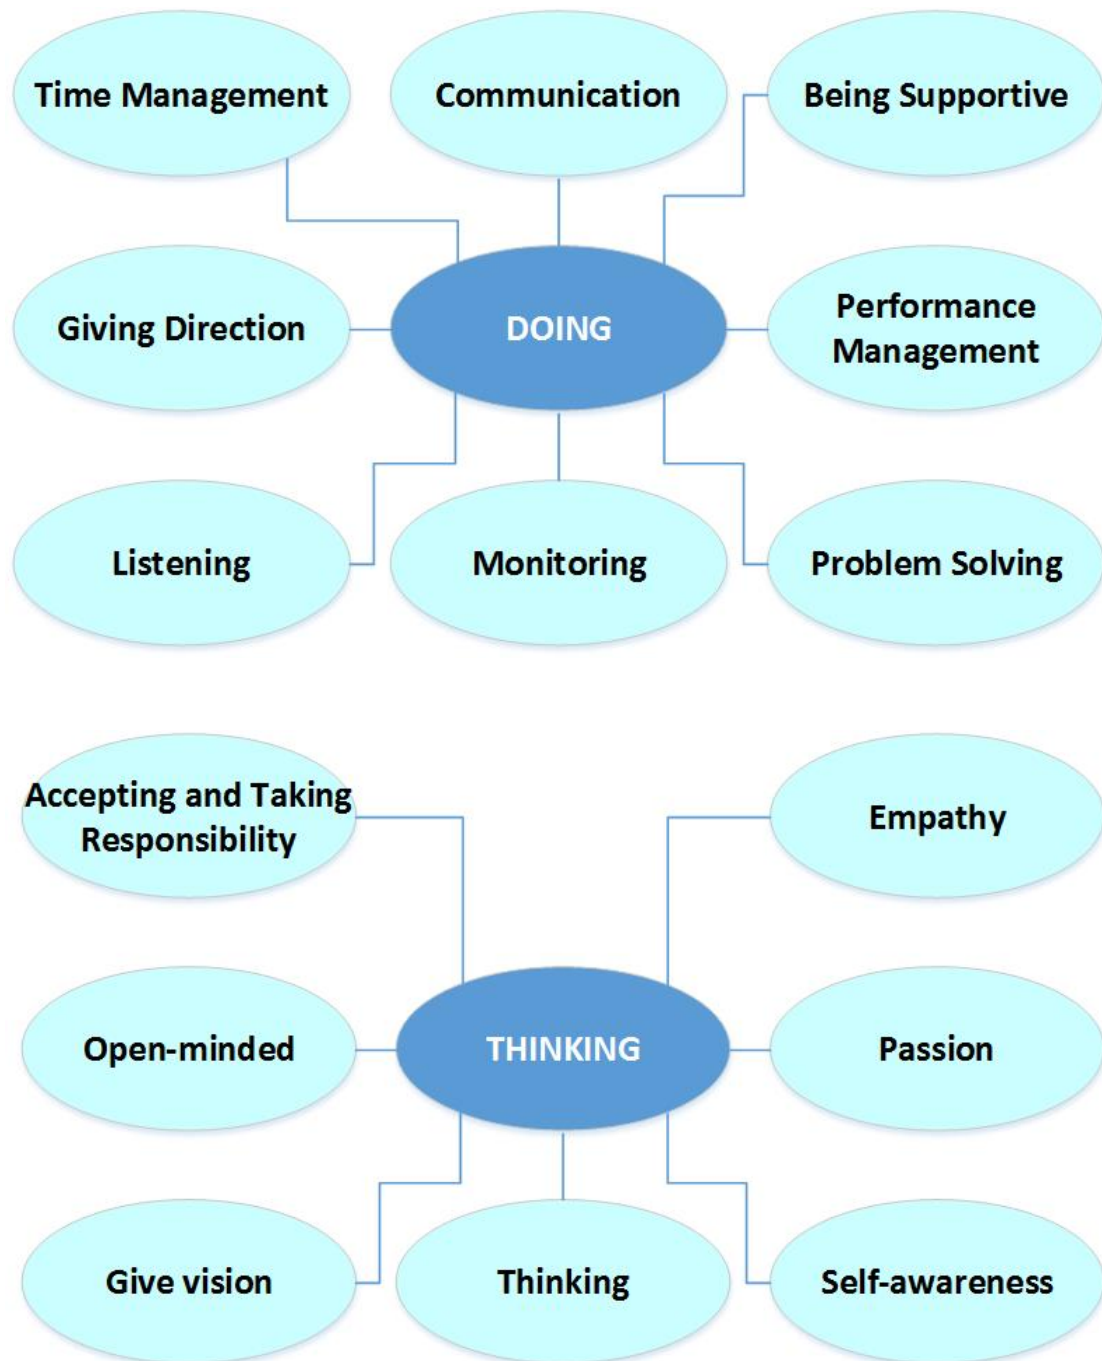 Time Management
Communication
Being Supportive
Giving Direction
DOING
Performance
Management
Listening
Monitoring
Problem Solving
Accepting and Taking
Responsibility
Empathy
Open-minded
THINKING
Passion
Give vision
Thinking
Self-awareness